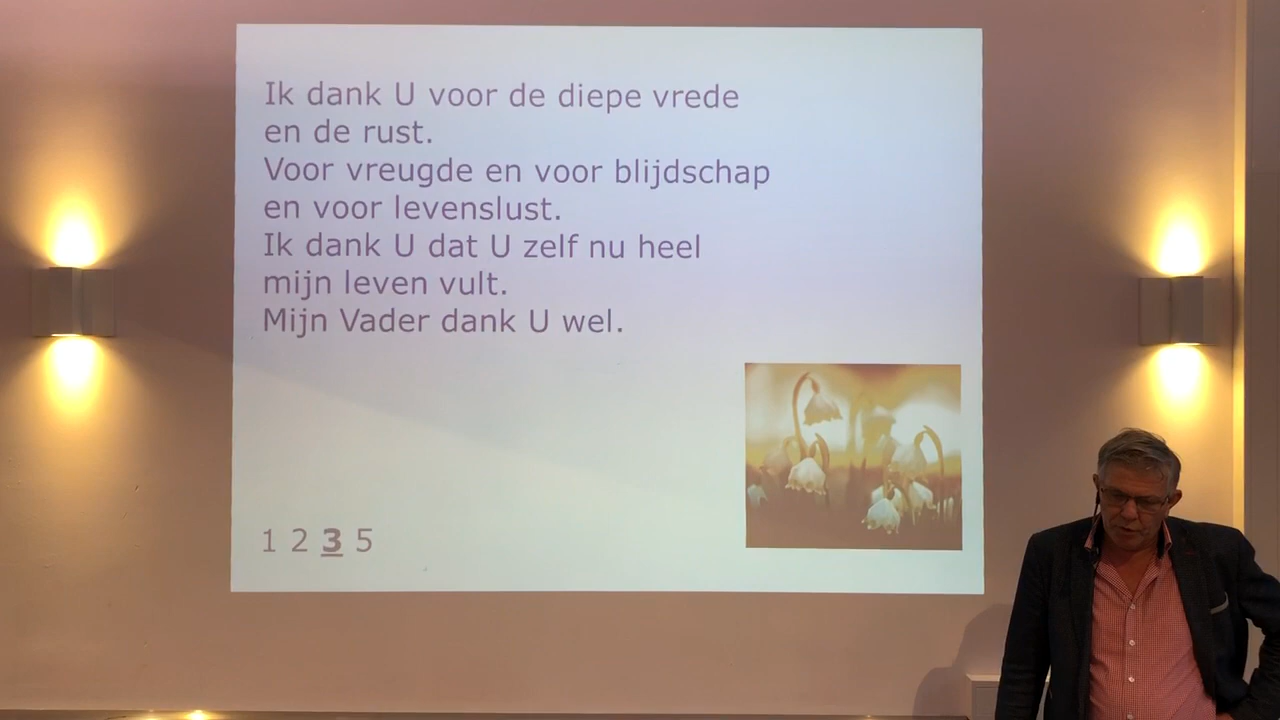 Ik dank U voor de diepe vrede
en de rust.
Voor vreugde en voor blijdschap
en voor levenslust.
Ik dank U dat U zelf nu heel
mijn leven vult.
Mijn Vader dank U wel.
1 2 3 5